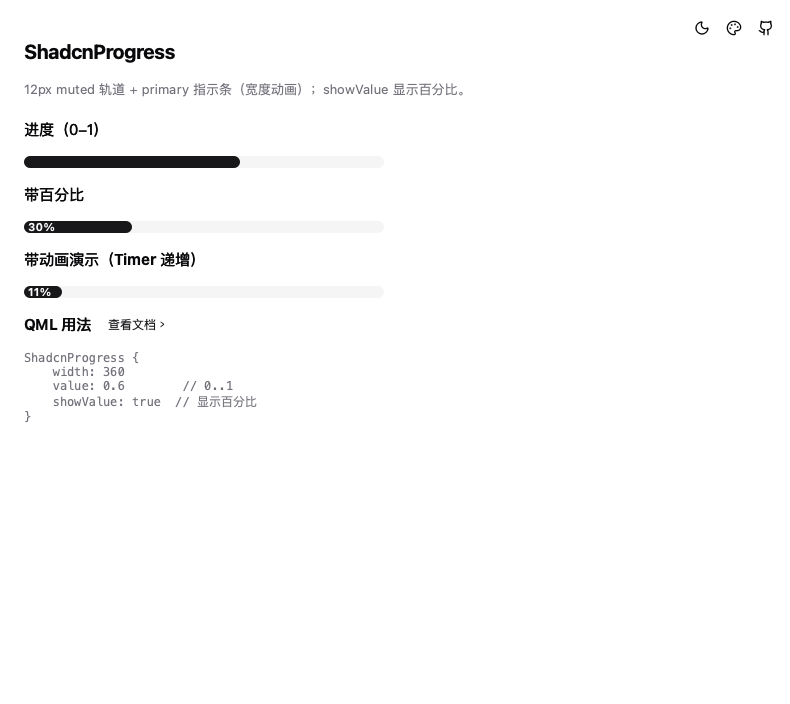 ShadcnProgress
12px muted 轨道 + primary 指示条（宽度动画）；showValue 显示百分比。
进度（0–1）
带百分比
30%
带动画演示（Timer 递增）
11%
QML 用法 查看文档 ›
ShadcnProgress {
    width: 360
    value: 0.6        // 0..1
    showValue: true  // 显示百分比
}